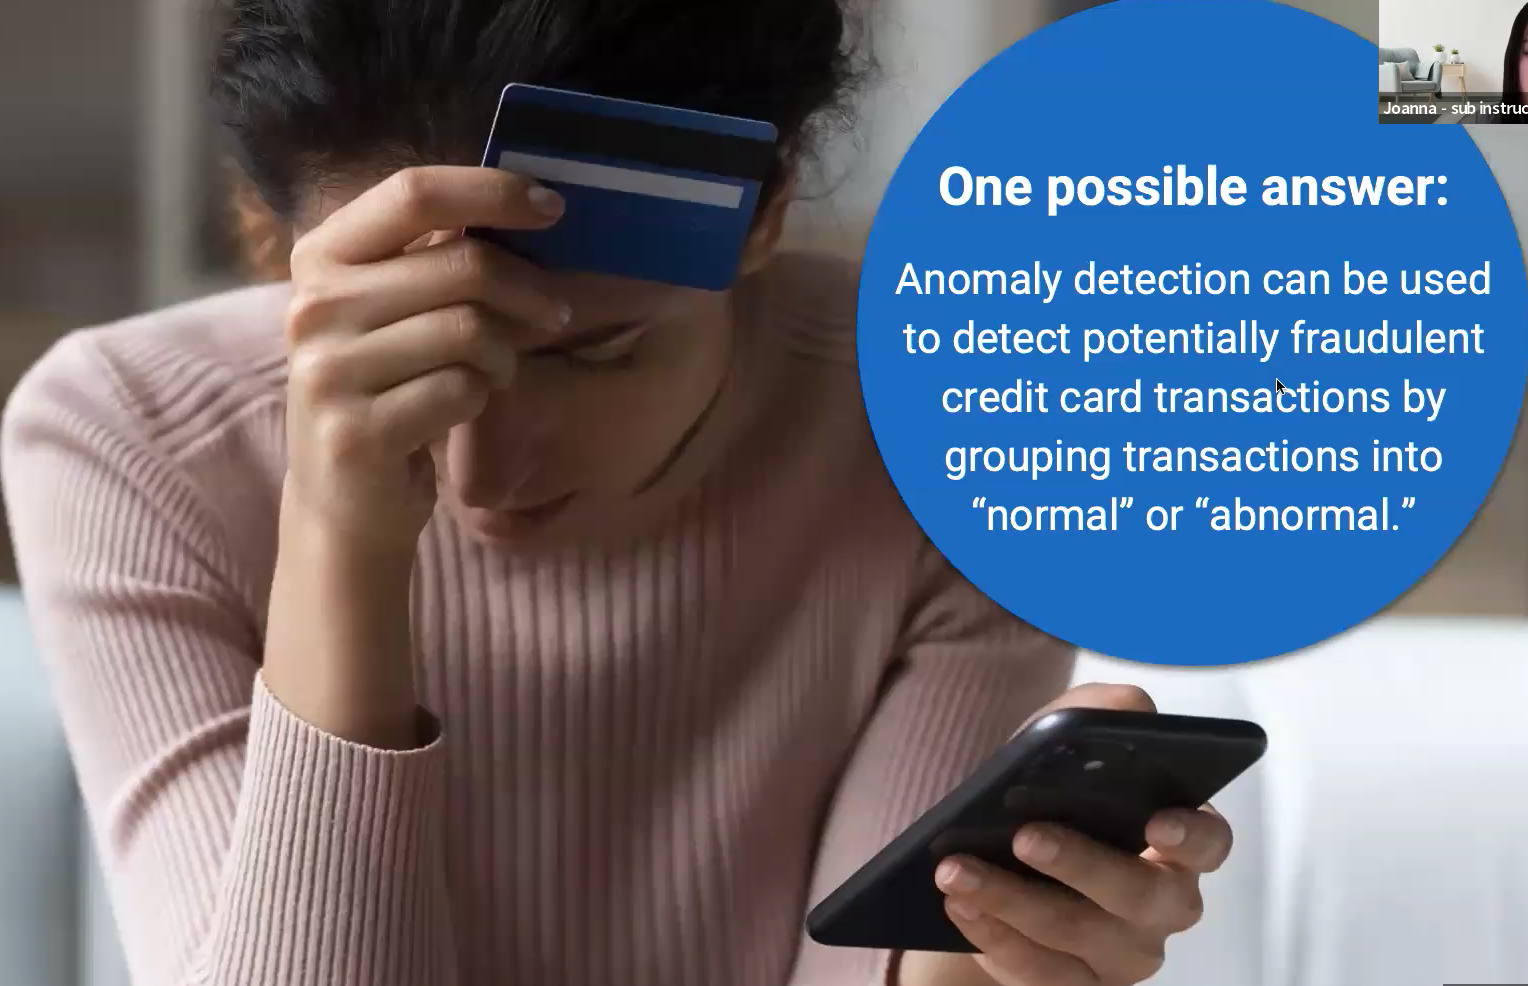 Joanna - sub instruc
One possible answer:
Anomaly detection can be used
to detect potentially fraudulent
credit card transactions by
grouping transactions into
“normal” or “abnormal.”